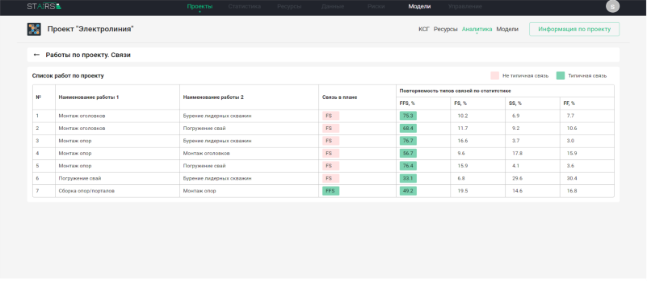 STAIRS
Проекты Статистика Ресурсы Данные Риски Модели Управление
Проект "Электролиния"
КСГ Ресурсы Аналитика Модели Информация по проекту
← Работы по проекту. Связи
Список работ по проекту
Не типичная связь Типичная связь
№ Наименование работы 1 Наименование работы 2 Связь в плане Повторяемость типов связей по статистике
FFS, % FS, % SS, % FF, %
1 Монтаж оголовков Бурение лидерных скважин FS 75.3 10.2 6.9 7.7
2 Монтаж оголовков Погружение свай FS 68.4 11.7 9.2 10.6
3 Монтаж опор Бурение лидерных скважин FS 76.7 16.6 3.7 3.0
4 Монтаж опор Монтаж оголовков FS 56.7 9.6 17.8 15.9
5 Монтаж опор Погружение свай FS 76.4 15.9 4.1 3.6
6 Погружение свай Бурение лидерных скважин FS 33.1 6.8 29.6 30.4
7 Сборка опор/порталов Монтаж опор FFS 49.2 19.5 14.6 16.8